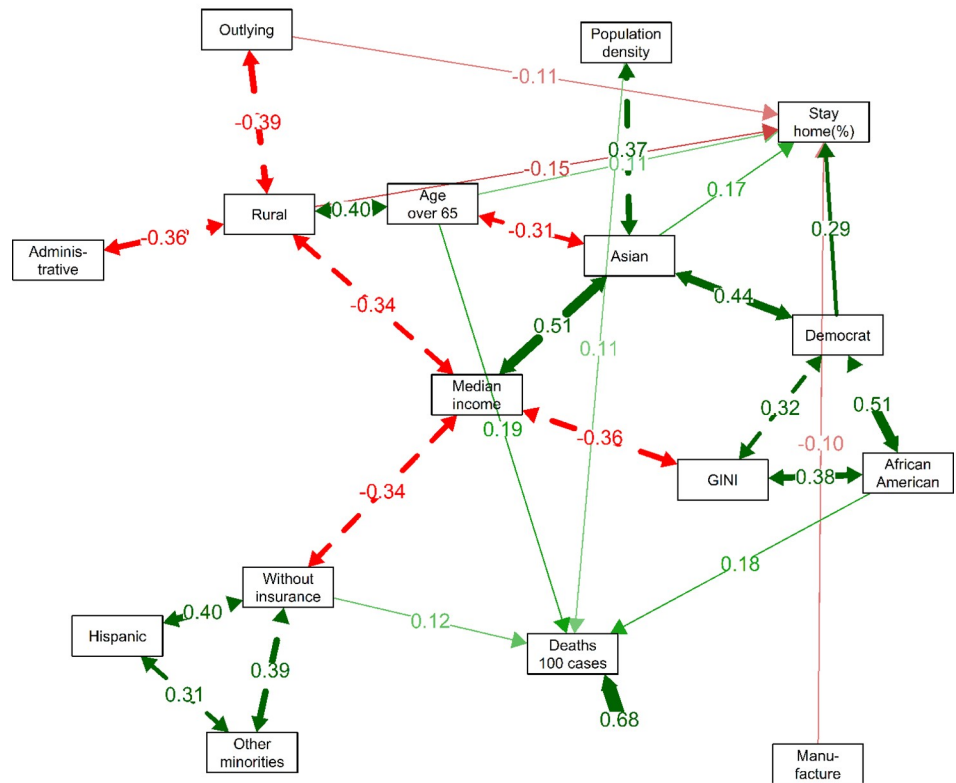 Outlying
Population
density
-0.11
Stay
home(%)
-0.39
0.37
0.11
-0.15
0.17
Rural
0.40
Age
over 65
-0.31
-0.36
Adminis-
trative
Asian
0.29
-0.34
0.44
0.51
0.11
Democrat
Median
income
0.32
0.51
0.19
-0.36
-0.10
GINI
0.38
African
American
-0.34
0.18
Without
insurance
0.12
0.40
Hispanic
Deaths
100 cases
0.39
0.31
0.68
Other
minorities
Manu-
facture